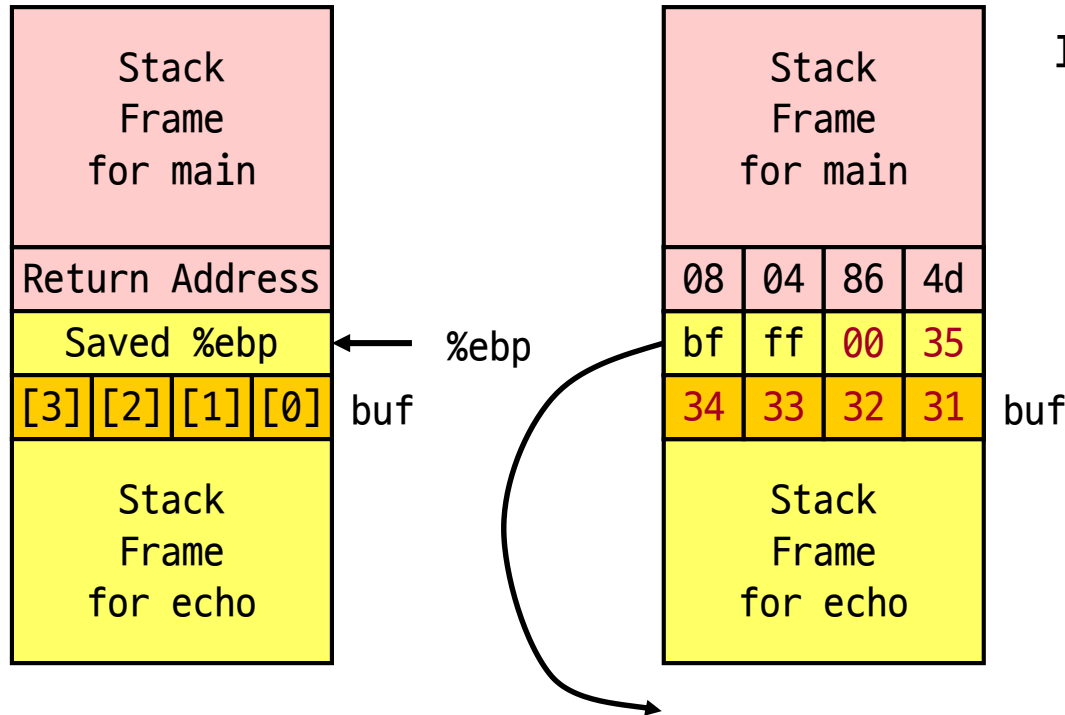 Stack
Frame
for main
Return Address
Saved %ebp
[3] [2] [1] [0] buf
Stack
Frame
for echo
%ebp
Stack
Frame
for main
08 04 86 4d
bf ff 00 35
34 33 32 31 buf
Stack
Frame
for echo